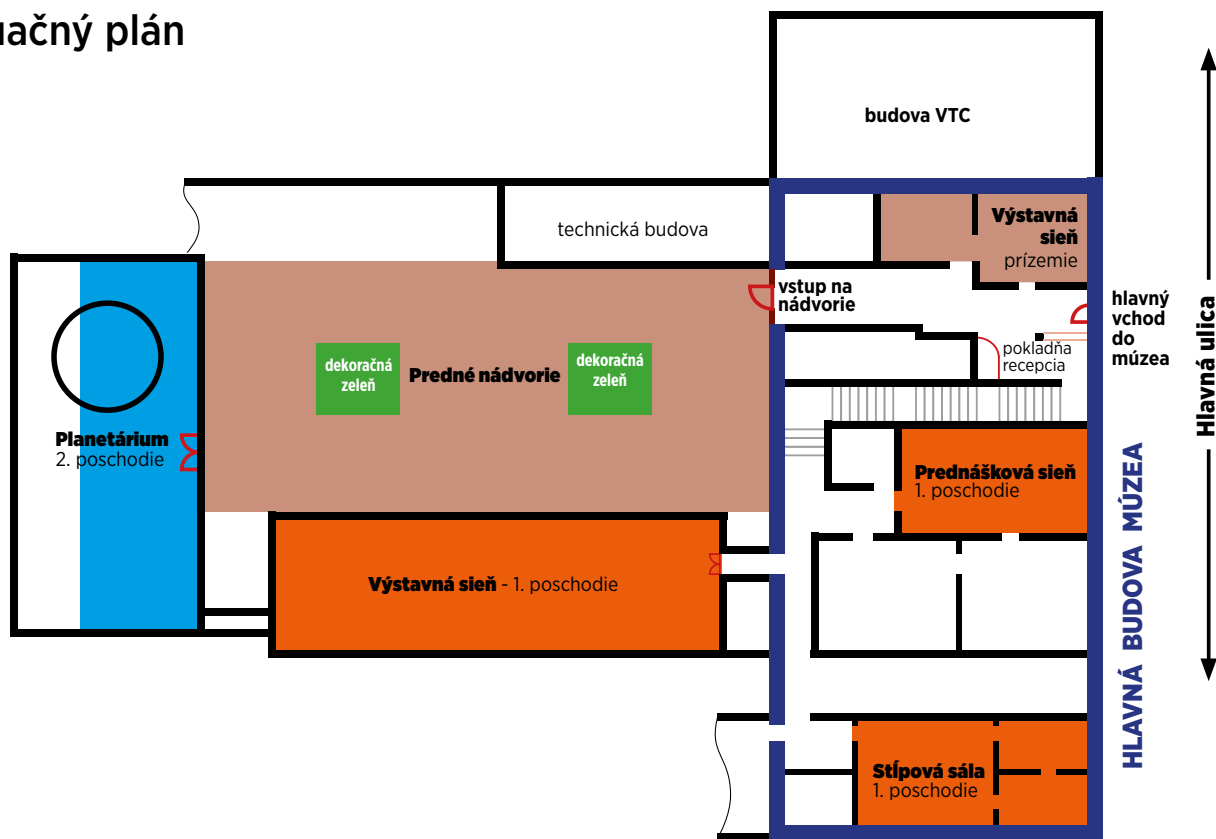 plán
budova VTC
technická budova
Výstavná
sieň
prízemie
vstup na
nádvorie
hlavný
vchod
do
múzea
Hlavná ulica
pokladňa
recepcia
dekoračná
zeleň
Predné nádvorie
dekoračná
zeleň
Planetárium
2. poschodie
Prednášková sieň
1. poschodie
HLAVNÁ BUDOVA MÚZEA
Výstavná sieň - 1. poschodie
Stĺpová sála
1. poschodie